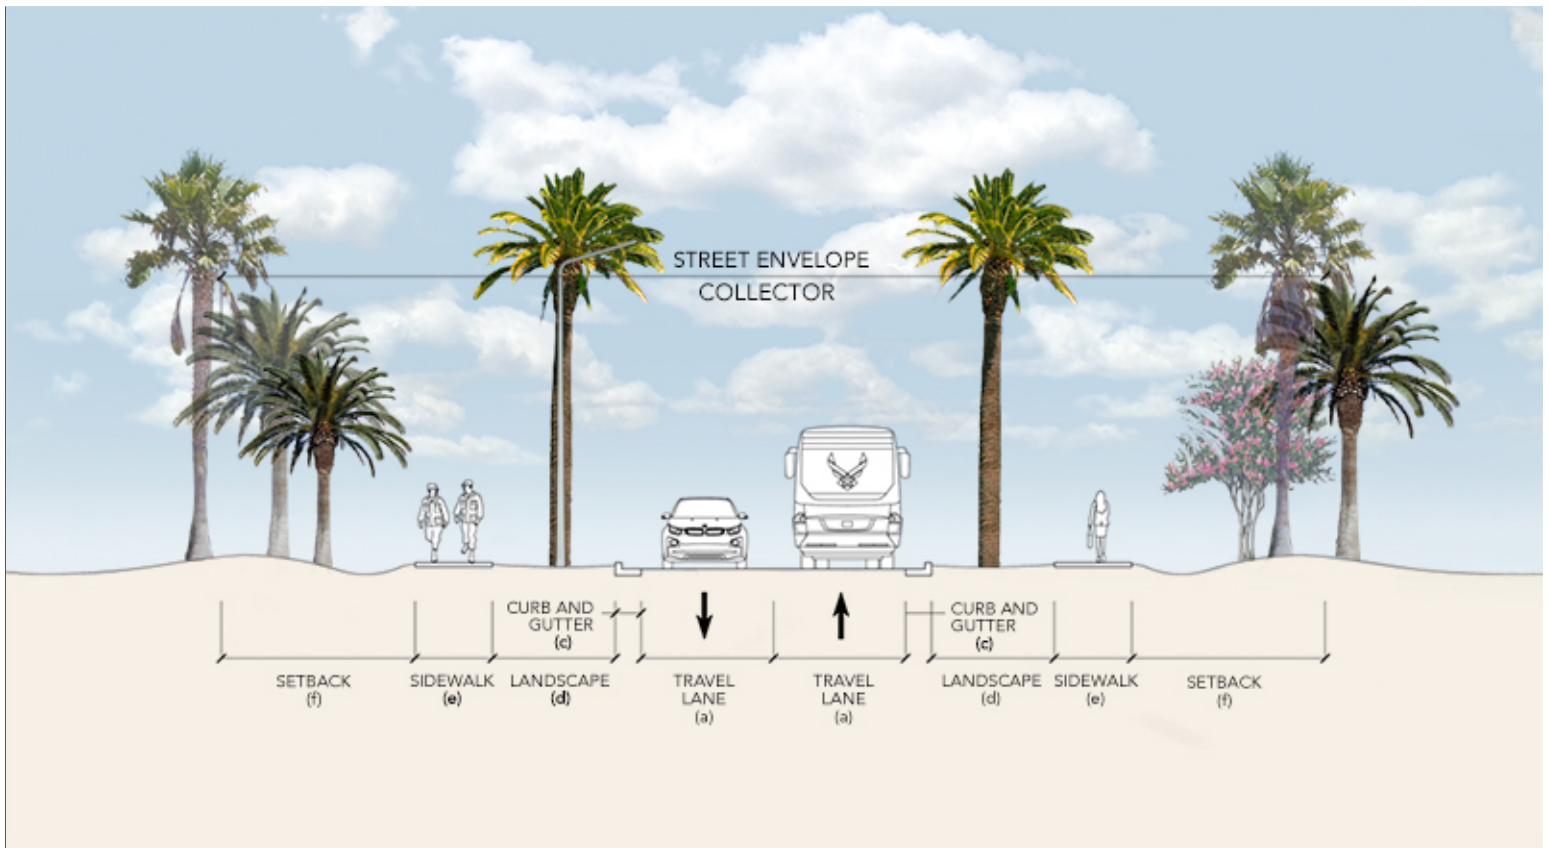 STREET ENVELOPE
COLLECTOR
CURB AND
GUTTER
(c)
CURB AND
GUTTER
(c)
SETBACK
(f)
SIDEWALK
(e)
LANDSCAPE
(d)
TRAVEL
LANE
(a)
TRAVEL
LANE
(a)
LANDSCAPE
(d)
SIDEWALK
(e)
SETBACK
(f)